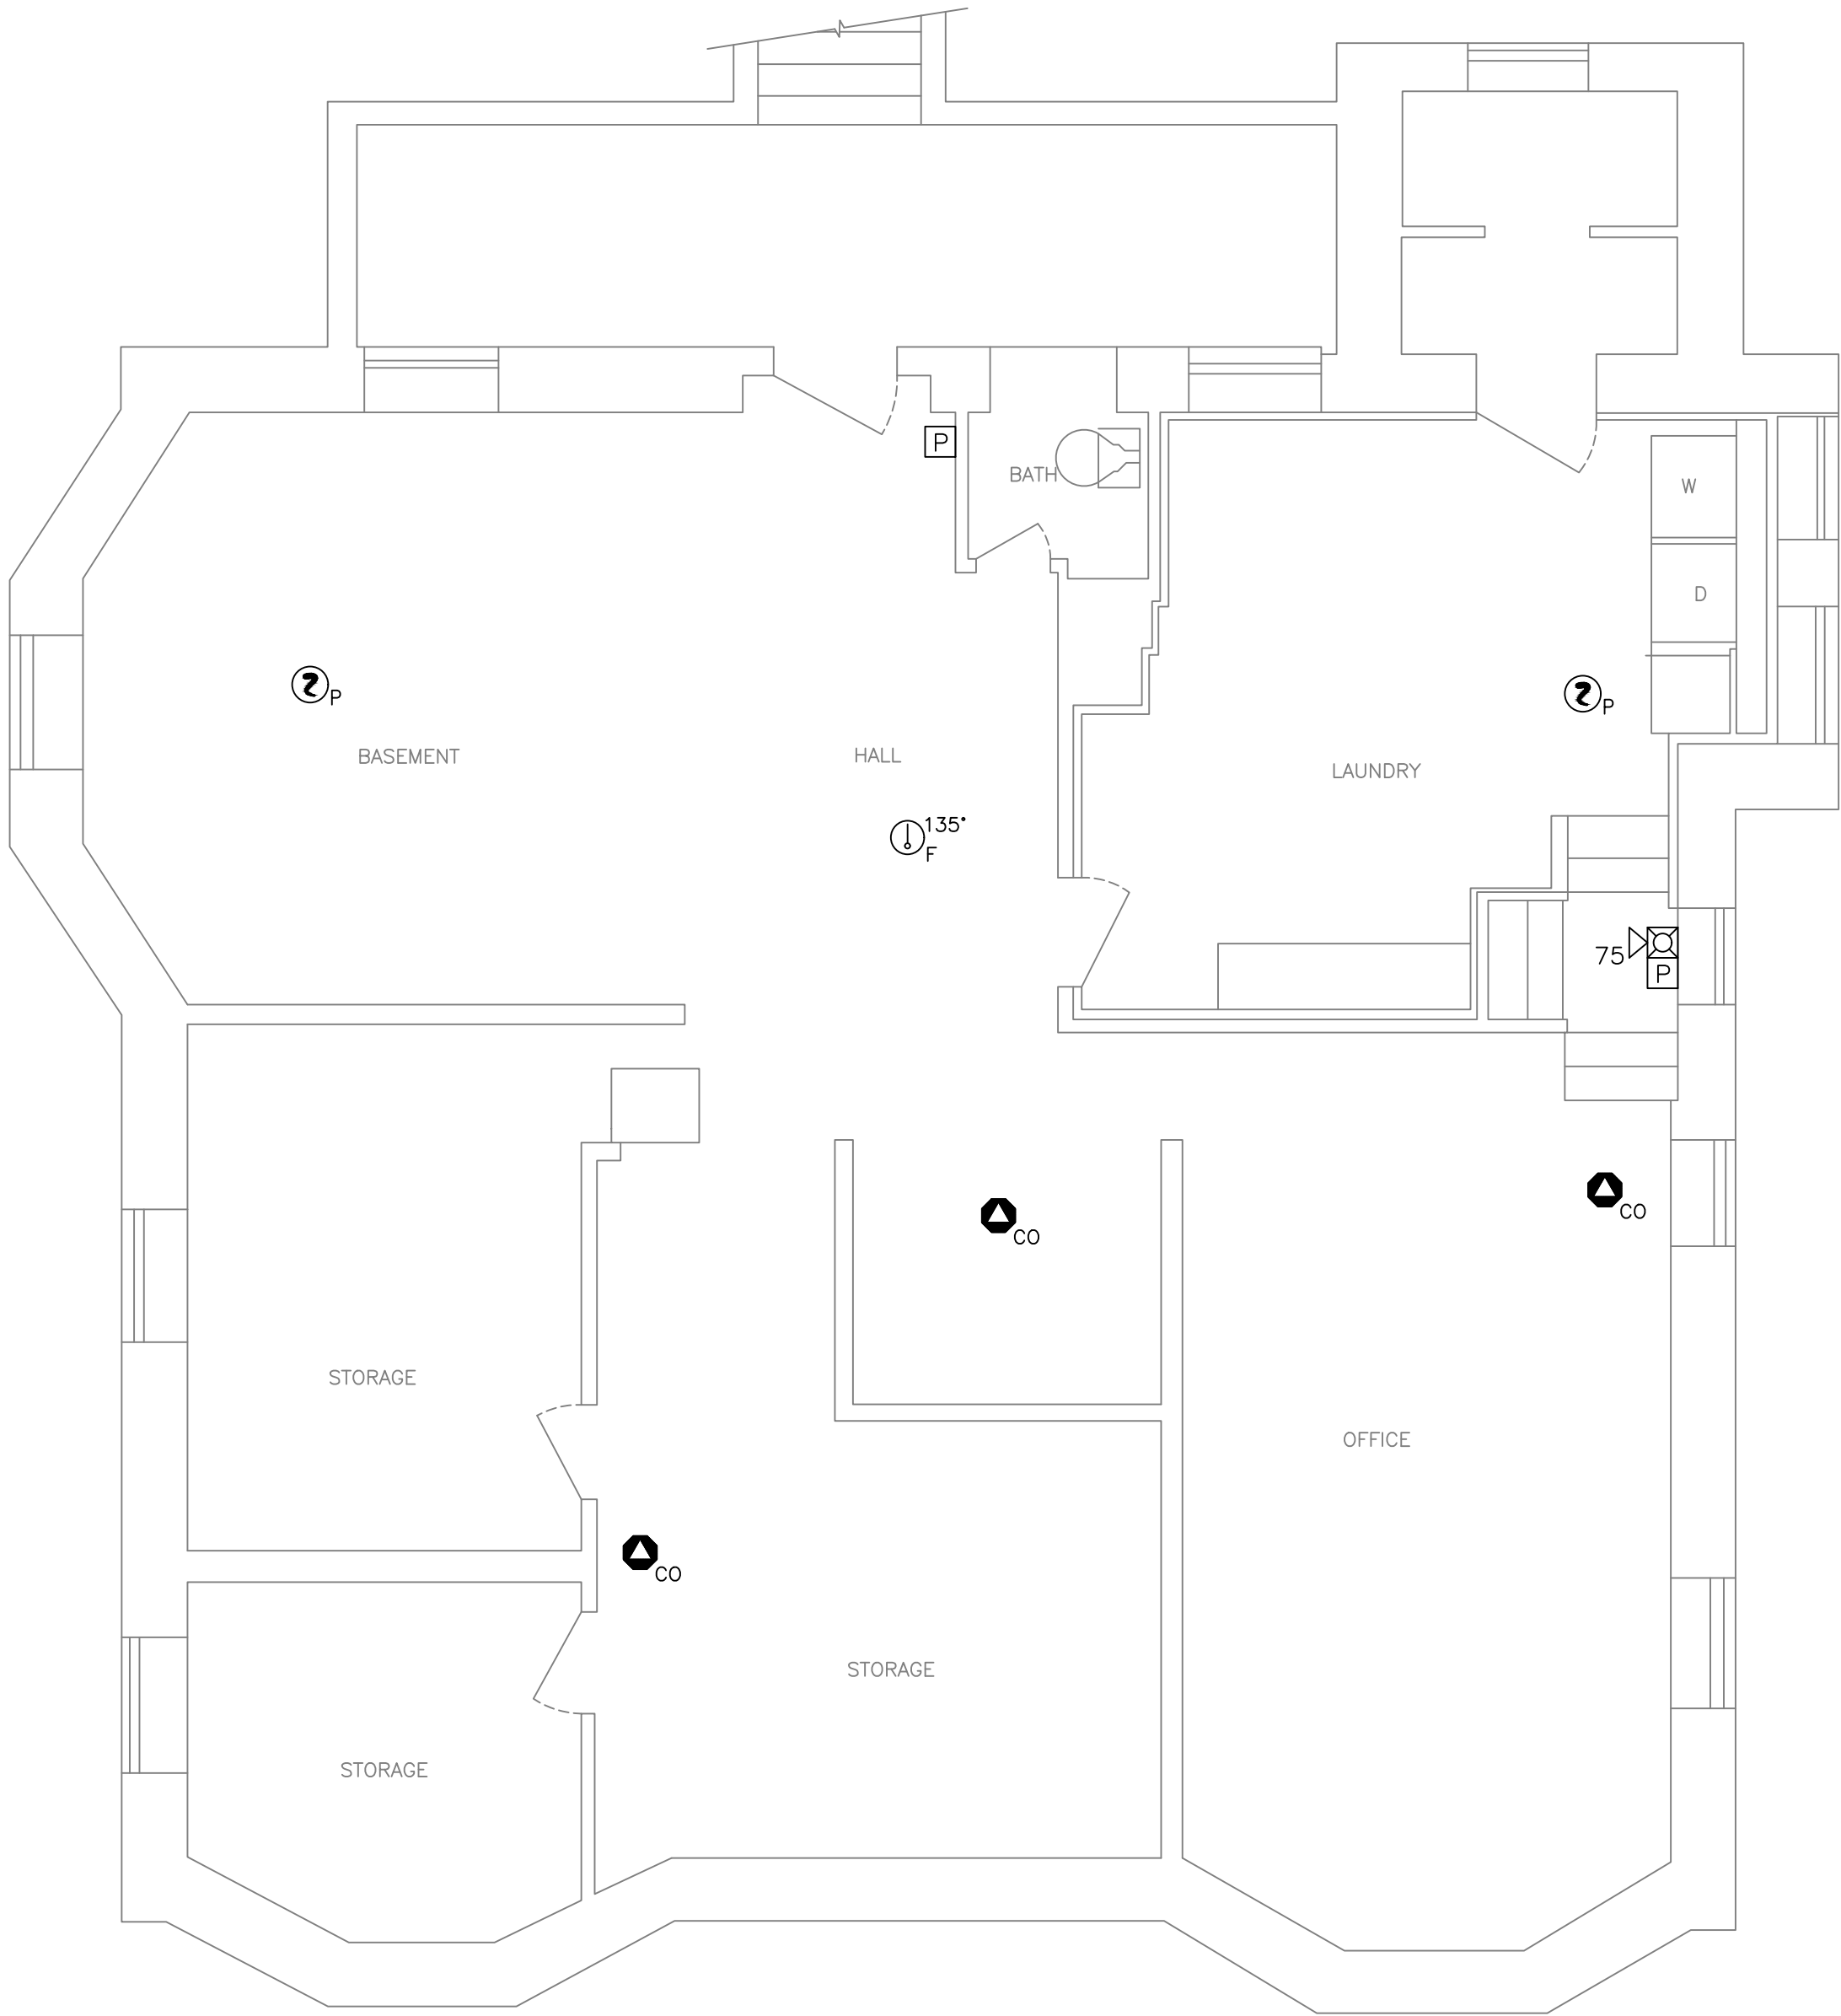 P
BATH
W
D
P
P
BASEMENT
HALL
LAUNDRY
135°
F
75
P
CO
CO
STORAGE
OFFICE
CO
STORAGE
STORAGE